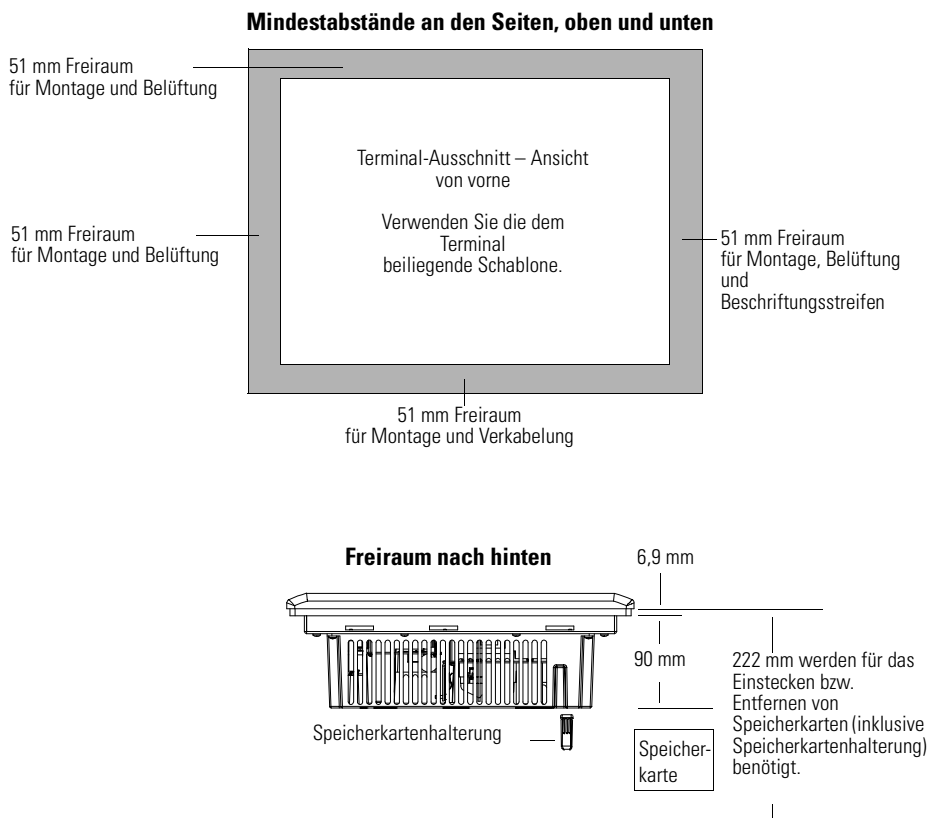 Mindestabstände an den Seiten, oben und unten
51 mm Freiraum
für Montage und Belüftung
Terminal-Ausschnitt – Ansicht
von vorne
Verwenden Sie die dem
Terminal
beiliegende Schablone.
51 mm Freiraum
für Montage und Belüftung
51 mm Freiraum
für Montage, Belüftung
und
Beschriftungsstreifen
51 mm Freiraum
für Montage und Verkabelung
Freiraum nach hinten
6,9 mm
90 mm
222 mm werden für das
Einstecken bzw.
Entfernen von
Speicherkarten (inklusive
Speicherkartenhalterung)
benötigt.
Speicherkartenhalterung
Speicher-
karte